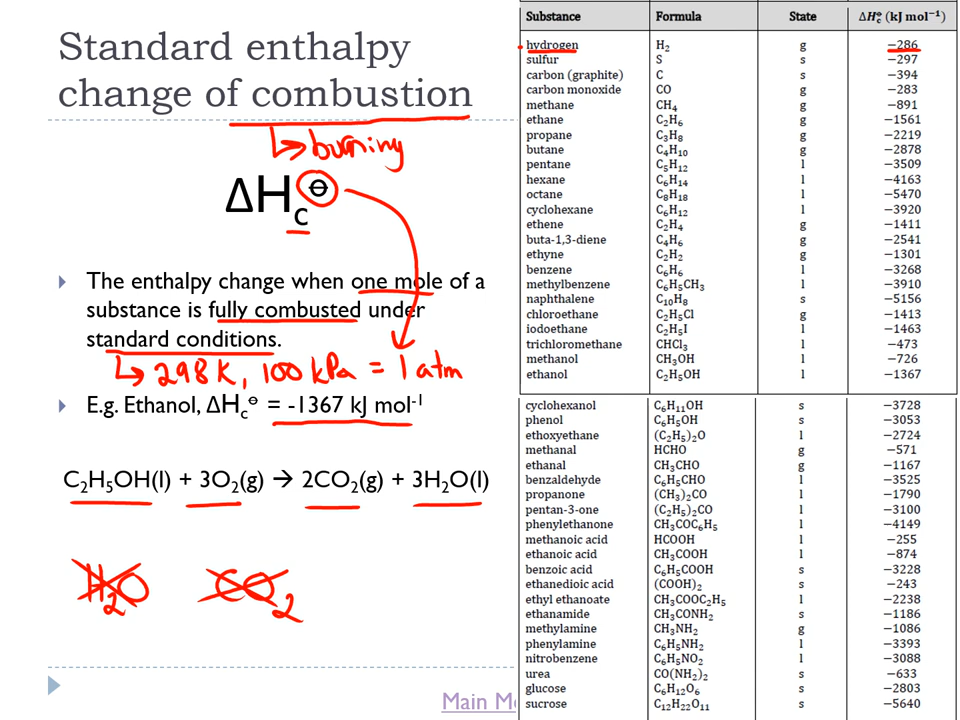 Standard enthalpy
change of combustion
↳ burning
ΔHc⊖
The enthalpy change when one mole of a
substance is fully combusted under
standard conditions.
↳ 298K, 100 kPa = 1 atm
E.g. Ethanol, ΔHc⊖ = -1367 kJ mol⁻¹
C₂H₅OH(l) + 3O₂(g) → 2CO₂(g) + 3H₂O(l)
H₂O CO₂
Main
Substance Formula State ΔHc⊖ (kJ mol⁻¹)
hydrogen H₂ g −286
sulfur S s −297
carbon (graphite) C s −394
carbon monoxide CO g −283
methane CH₄ g −891
ethane C₂H₆ g −1561
propane C₃H₈ g −2219
butane C₄H₁₀ g −2878
pentane C₅H₁₂ l −3509
hexane C₆H₁₄ l −4163
octane C₈H₁₈ l −5470
cyclohexane C₆H₁₂ l −3920
ethene C₂H₄ g −1411
buta-1,3-diene C₄H₆ g −2541
ethyne C₂H₂ g −1301
benzene C₆H₆ l −3268
methylbenzene C₆H₅CH₃ l −3910
naphthalene C₁₀H₈ s −5156
chloroethane C₂H₅Cl g −1413
iodoethane C₂H₅I l −1463
trichloromethane CHCl₃ l −473
methanol CH₃OH l −726
ethanol C₂H₅OH l −1367
cyclohexanol C₆H₁₁OH s −3728
phenol C₆H₅OH s −3053
ethoxyethane (C₂H₅)₂O l −2724
methanal HCHO g −571
ethanal CH₃CHO g −1167
benzaldehyde C₆H₅CHO l −3525
propanone (CH₃)₂CO l −1790
pentan-3-one (C₂H₅)₂CO l −3100
phenylethanone CH₃COC₆H₅ l −4149
methanoic acid HCOOH l −255
ethanoic acid CH₃COOH l −874
benzoic acid C₆H₅COOH s −3228
ethanedioic acid (COOH)₂ s −243
ethyl ethanoate CH₃COOC₂H₅ l −2238
ethanamide CH₃CONH₂ s −1186
methylamine CH₃NH₂ g −1086
phenylamine C₆H₅NH₂ l −3393
nitrobenzene C₆H₅NO₂ l −3088
urea CO(NH₂)₂ s −633
glucose C₆H₁₂O₆ s −2803
sucrose C₁₂H₂₂O₁₁ s −5640